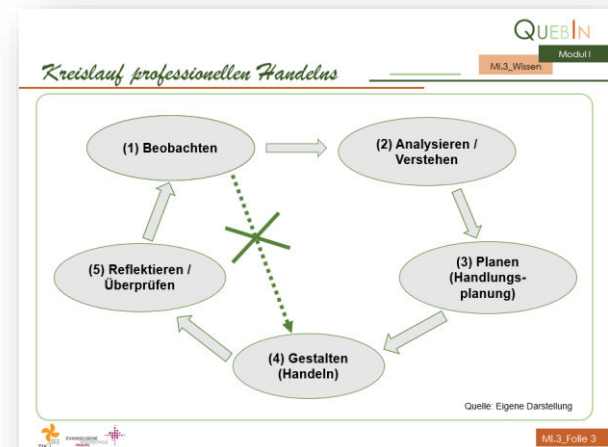 QUEBIN
Modul I
MI.3_Wissen
Kreislauf professionellen Handelns
(1) Beobachten
(2) Analysieren /
Verstehen
(3) Planen
(Handlungs-
planung)
(4) Gestalten
(Handeln)
(5) Reflektieren /
Überprüfen
Quelle: Eigene Darstellung
EVANGELISCHE
MI.3_Folie 3